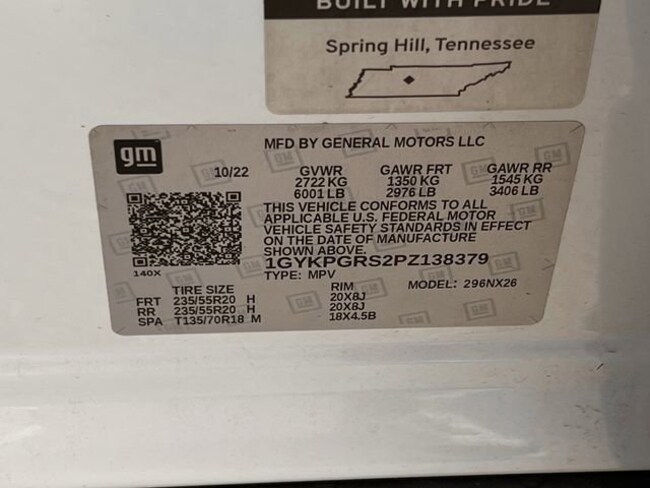 BUILT WITH PRIDE
Spring Hill, Tennessee
gm
MFD BY GENERAL MOTORS LLC
10/22 GVWR GAWR FRT GAWR RR
2722 KG 1350 KG 1545 KG
6001 LB 2976 LB 3406 LB
THIS VEHICLE CONFORMS TO ALL
APPLICABLE U.S. FEDERAL MOTOR
VEHICLE SAFETY STANDARDS IN EFFECT
ON THE DATE OF MANUFACTURE
SHOWN ABOVE.
1GYKPGRS2PZ138379
140X
TYPE: MPV MODEL: 296NX26
TIRE SIZE RIM
FRT 235/55R20 H 20X8J
RR 235/55R20 H 20X8J
SPA T135/70R18 M 18X4.5B